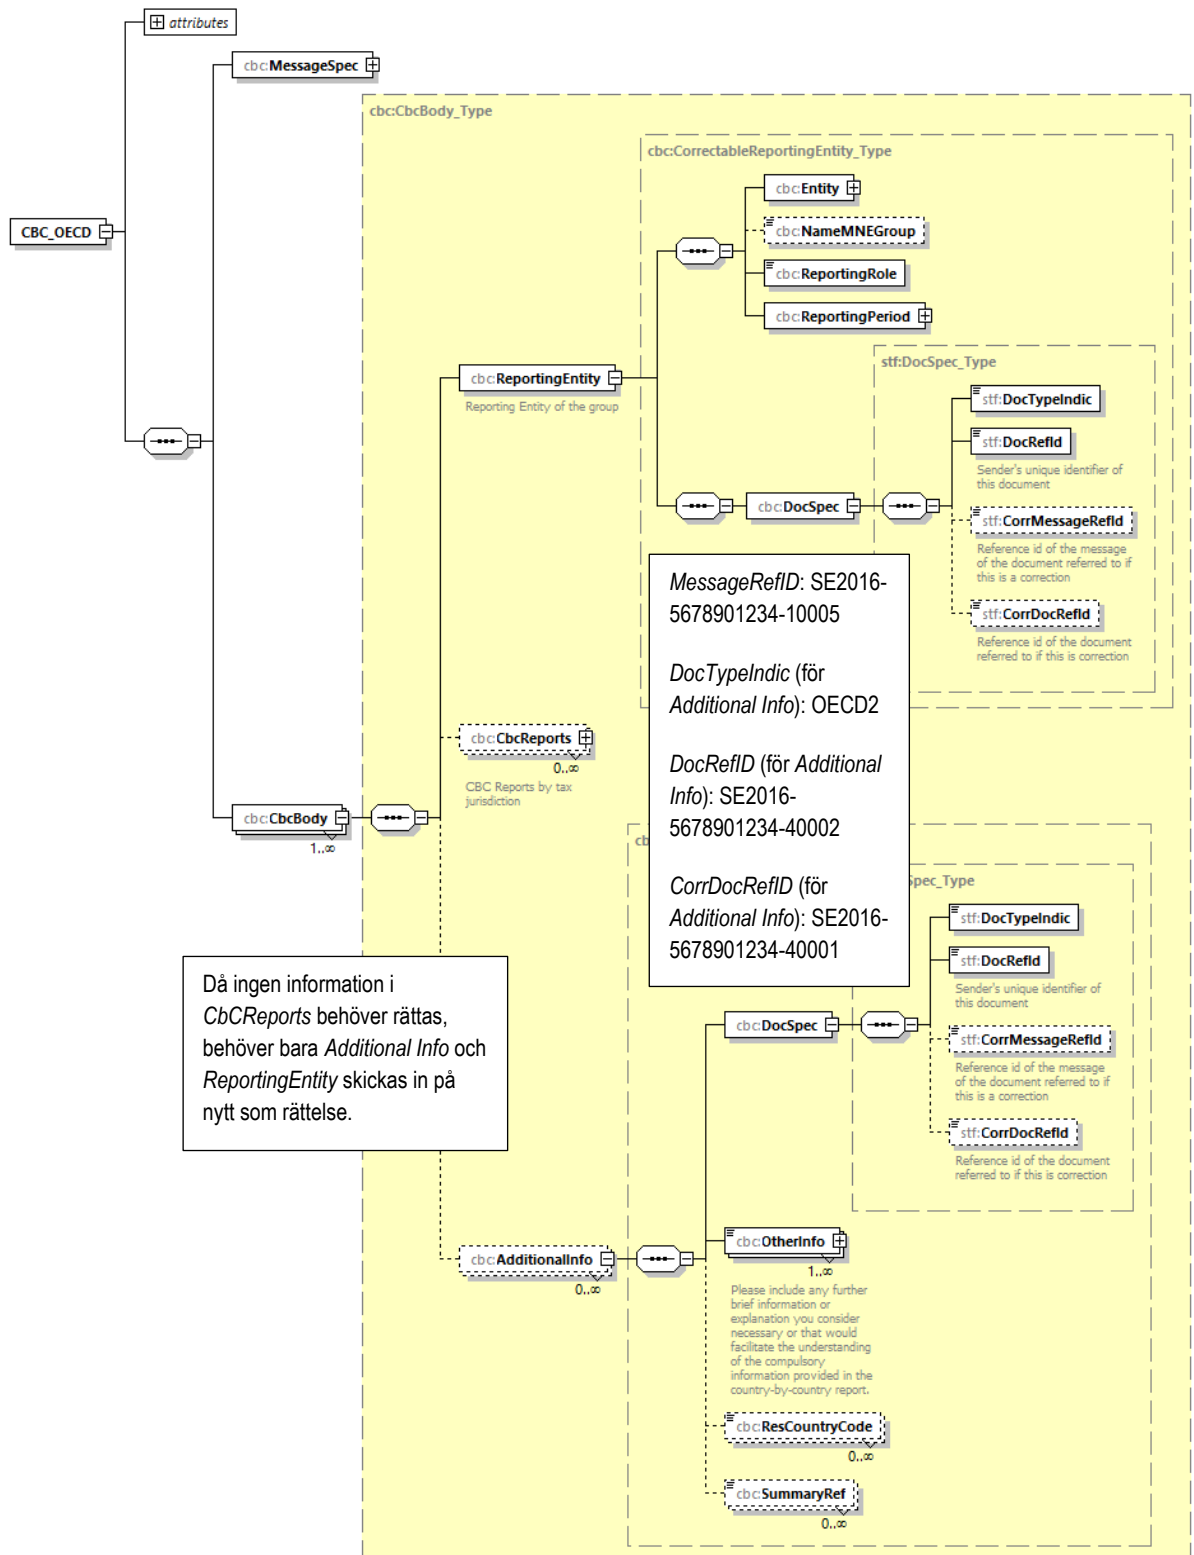 attributes
cbc:MessageSpec
cbc:CbcBody_Type
cbc:CorrectableReportingEntity_Type
cbc:Entity
CBC_OECD
cbc:NameMNEGroup
cbc:ReportingRole
cbc:ReportingPeriod
stf:DocSpec_Type
cbc:ReportingEntity
Reporting Entity of the group
stf:DocTypeIndic
stf:DocRefId
Sender's unique identifier of
this document
cbc:DocSpec
stf:CorrMessageRefId
Reference id of the message
of the document referred to if
this is a correction
stf:CorrDocRefId
Reference id of the document
referred to if this is correction
MessageRefID: SE2016-
5678901234-10005
DocTypeIndic (för
Additional Info): OECD2
DocRefID (för Additional
Info): SE2016-
5678901234-40002
CorrDocRefID (för
Additional Info): SE2016-
5678901234-40001
cbc:CbcReports
0..∞
CBC Reports by tax
jurisdiction
cbc:CbcBody
1..∞
cb
Spec_Type
stf:DocTypeIndic
stf:DocRefId
Sender's unique identifier of
this document
Då ingen information i
CbCReports behöver rättas,
behöver bara Additional Info och
ReportingEntity skickas in på
nytt som rättelse.
cbc:DocSpec
stf:CorrMessageRefId
Reference id of the message
of the document referred to if
this is a correction
stf:CorrDocRefId
Reference id of the document
referred to if this is correction
cbc:AdditionalInfo
0..∞
cbc:OtherInfo
1..∞
Please include any further
brief information or
explanation you consider
necessary or that would
facilitate the understanding
of the compulsory
information provided in the
country-by-country report.
cbc:ResCountryCode
0..∞
cbc:SummaryRef
0..∞